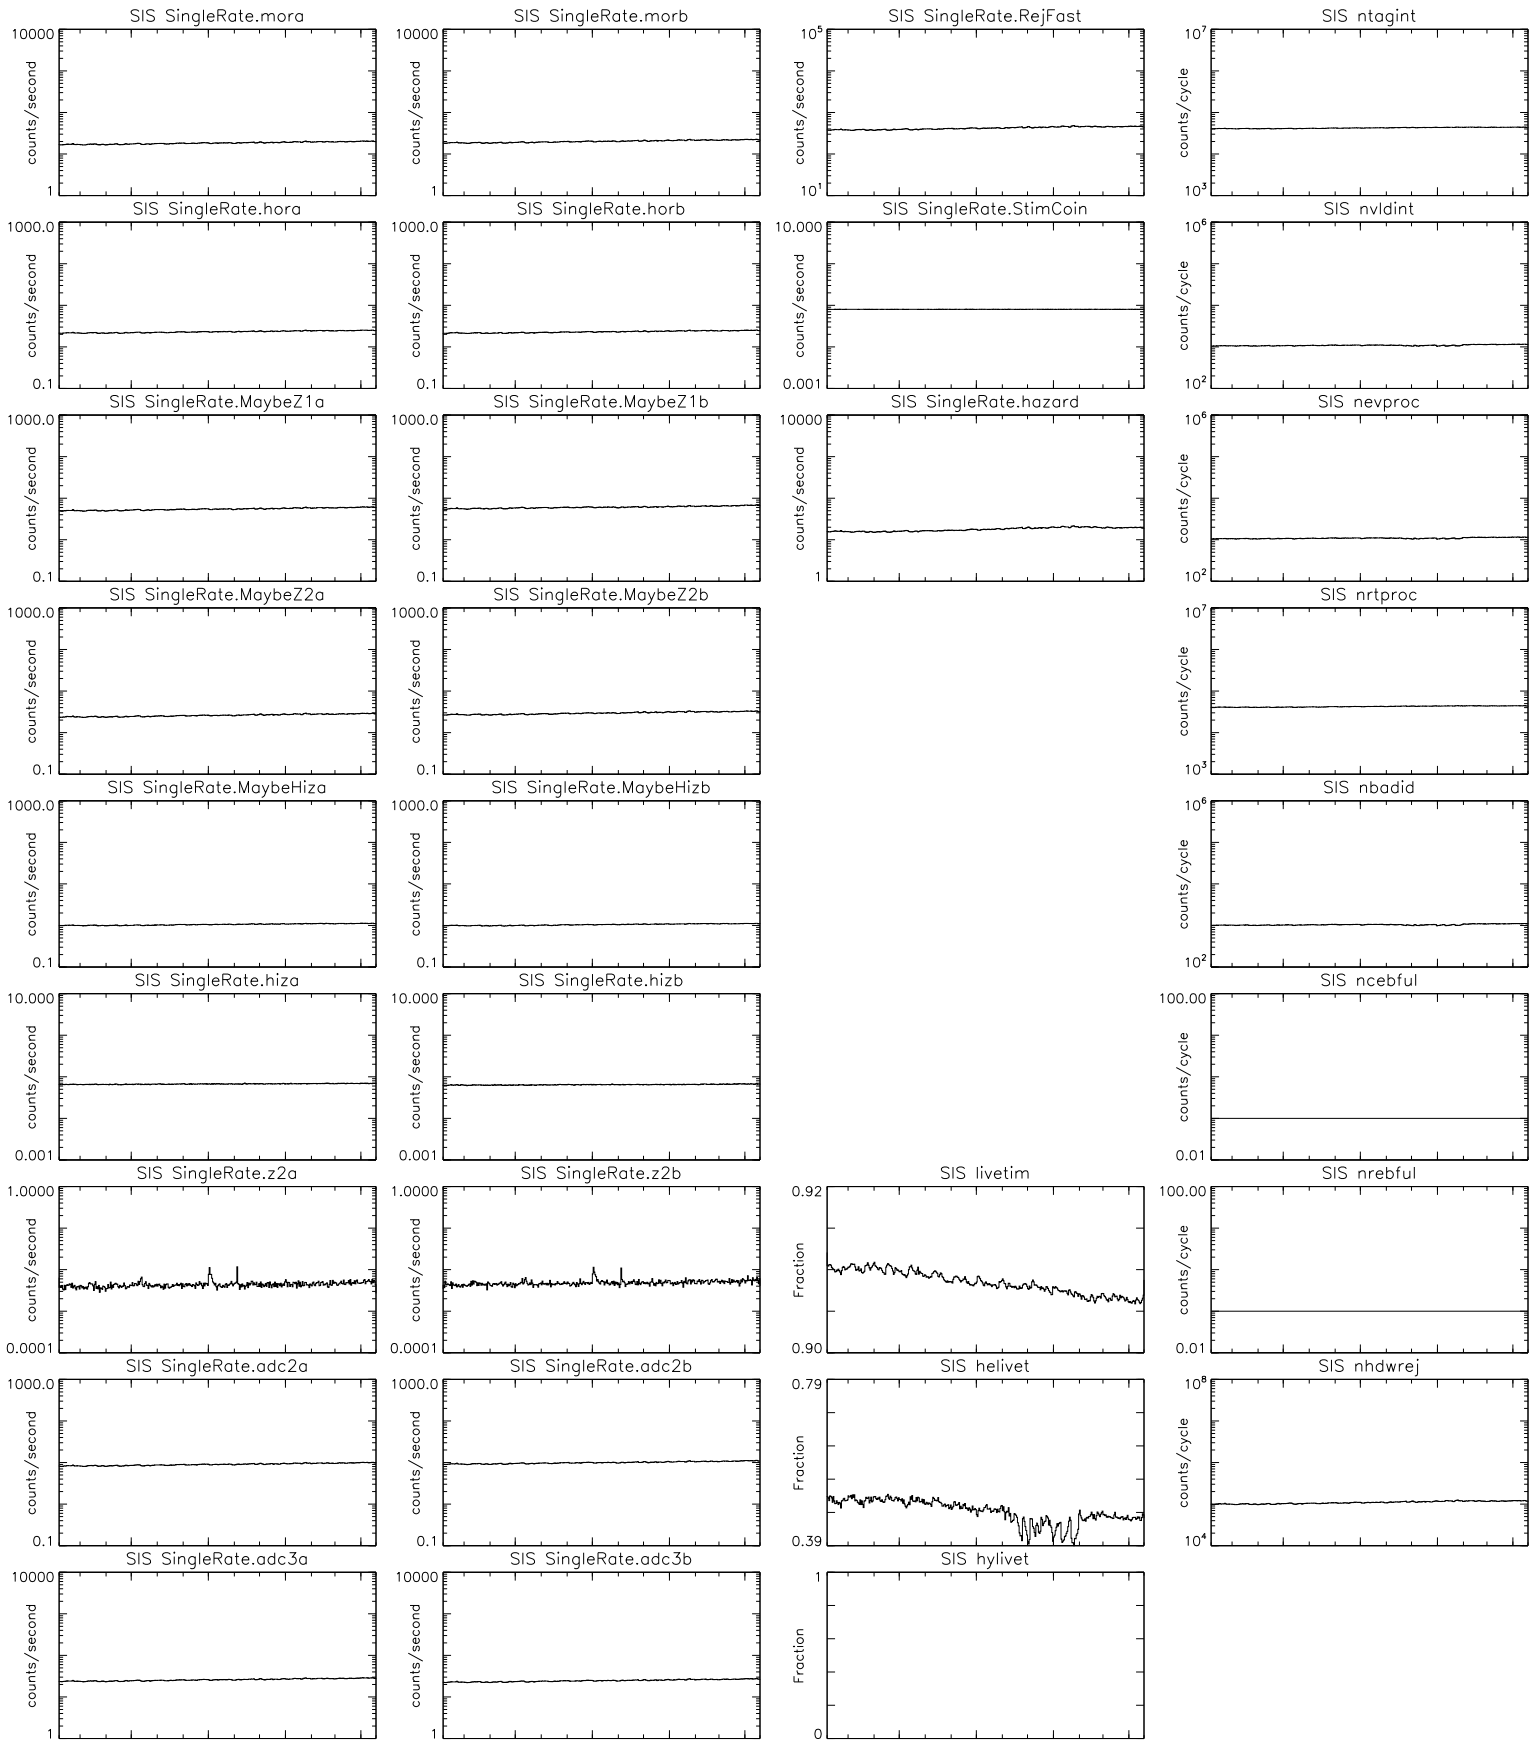 SIS SingleRate.mora
10000
counts/second
1
SIS SingleRate.morb
10000
counts/second
1
SIS SingleRate.RejFast
10^5
counts/second
10^1
SIS ntagint
10^7
counts/cycle
10^3
SIS SingleRate.hora
1000.0
counts/second
0.1
SIS SingleRate.horb
1000.0
counts/second
0.1
SIS SingleRate.StimCoin
10.000
counts/second
0.001
SIS nvldint
10^6
counts/cycle
10^2
SIS SingleRate.MaybeZ1a
1000.0
counts/second
0.1
SIS SingleRate.MaybeZ1b
1000.0
counts/second
0.1
SIS SingleRate.hazard
10000
counts/second
1
SIS nevproc
10^6
counts/cycle
10^2
SIS SingleRate.MaybeZ2a
1000.0
counts/second
0.1
SIS SingleRate.MaybeZ2b
1000.0
counts/second
0.1
SIS nrtproc
10^7
counts/cycle
10^3
SIS SingleRate.MaybeHiza
1000.0
counts/second
0.1
SIS SingleRate.MaybeHizb
1000.0
counts/second
0.1
SIS nbadid
10^6
counts/cycle
10^2
SIS SingleRate.hiza
10.000
counts/second
0.001
SIS SingleRate.hizb
10.000
counts/second
0.001
SIS ncebful
100.00
counts/cycle
0.01
SIS SingleRate.z2a
1.0000
counts/second
0.0001
SIS SingleRate.z2b
1.0000
counts/second
0.0001
SIS livetim
0.92
Fraction
0.90
SIS nrebful
100.00
counts/cycle
0.01
SIS SingleRate.adc2a
1000.0
counts/second
0.1
SIS SingleRate.adc2b
1000.0
counts/second
0.1
SIS helivet
0.79
Fraction
0.39
SIS nhdwrej
10^8
counts/cycle
10^4
SIS SingleRate.adc3a
10000
counts/second
1
SIS SingleRate.adc3b
10000
counts/second
1
SIS hylivet
1
Fraction
0